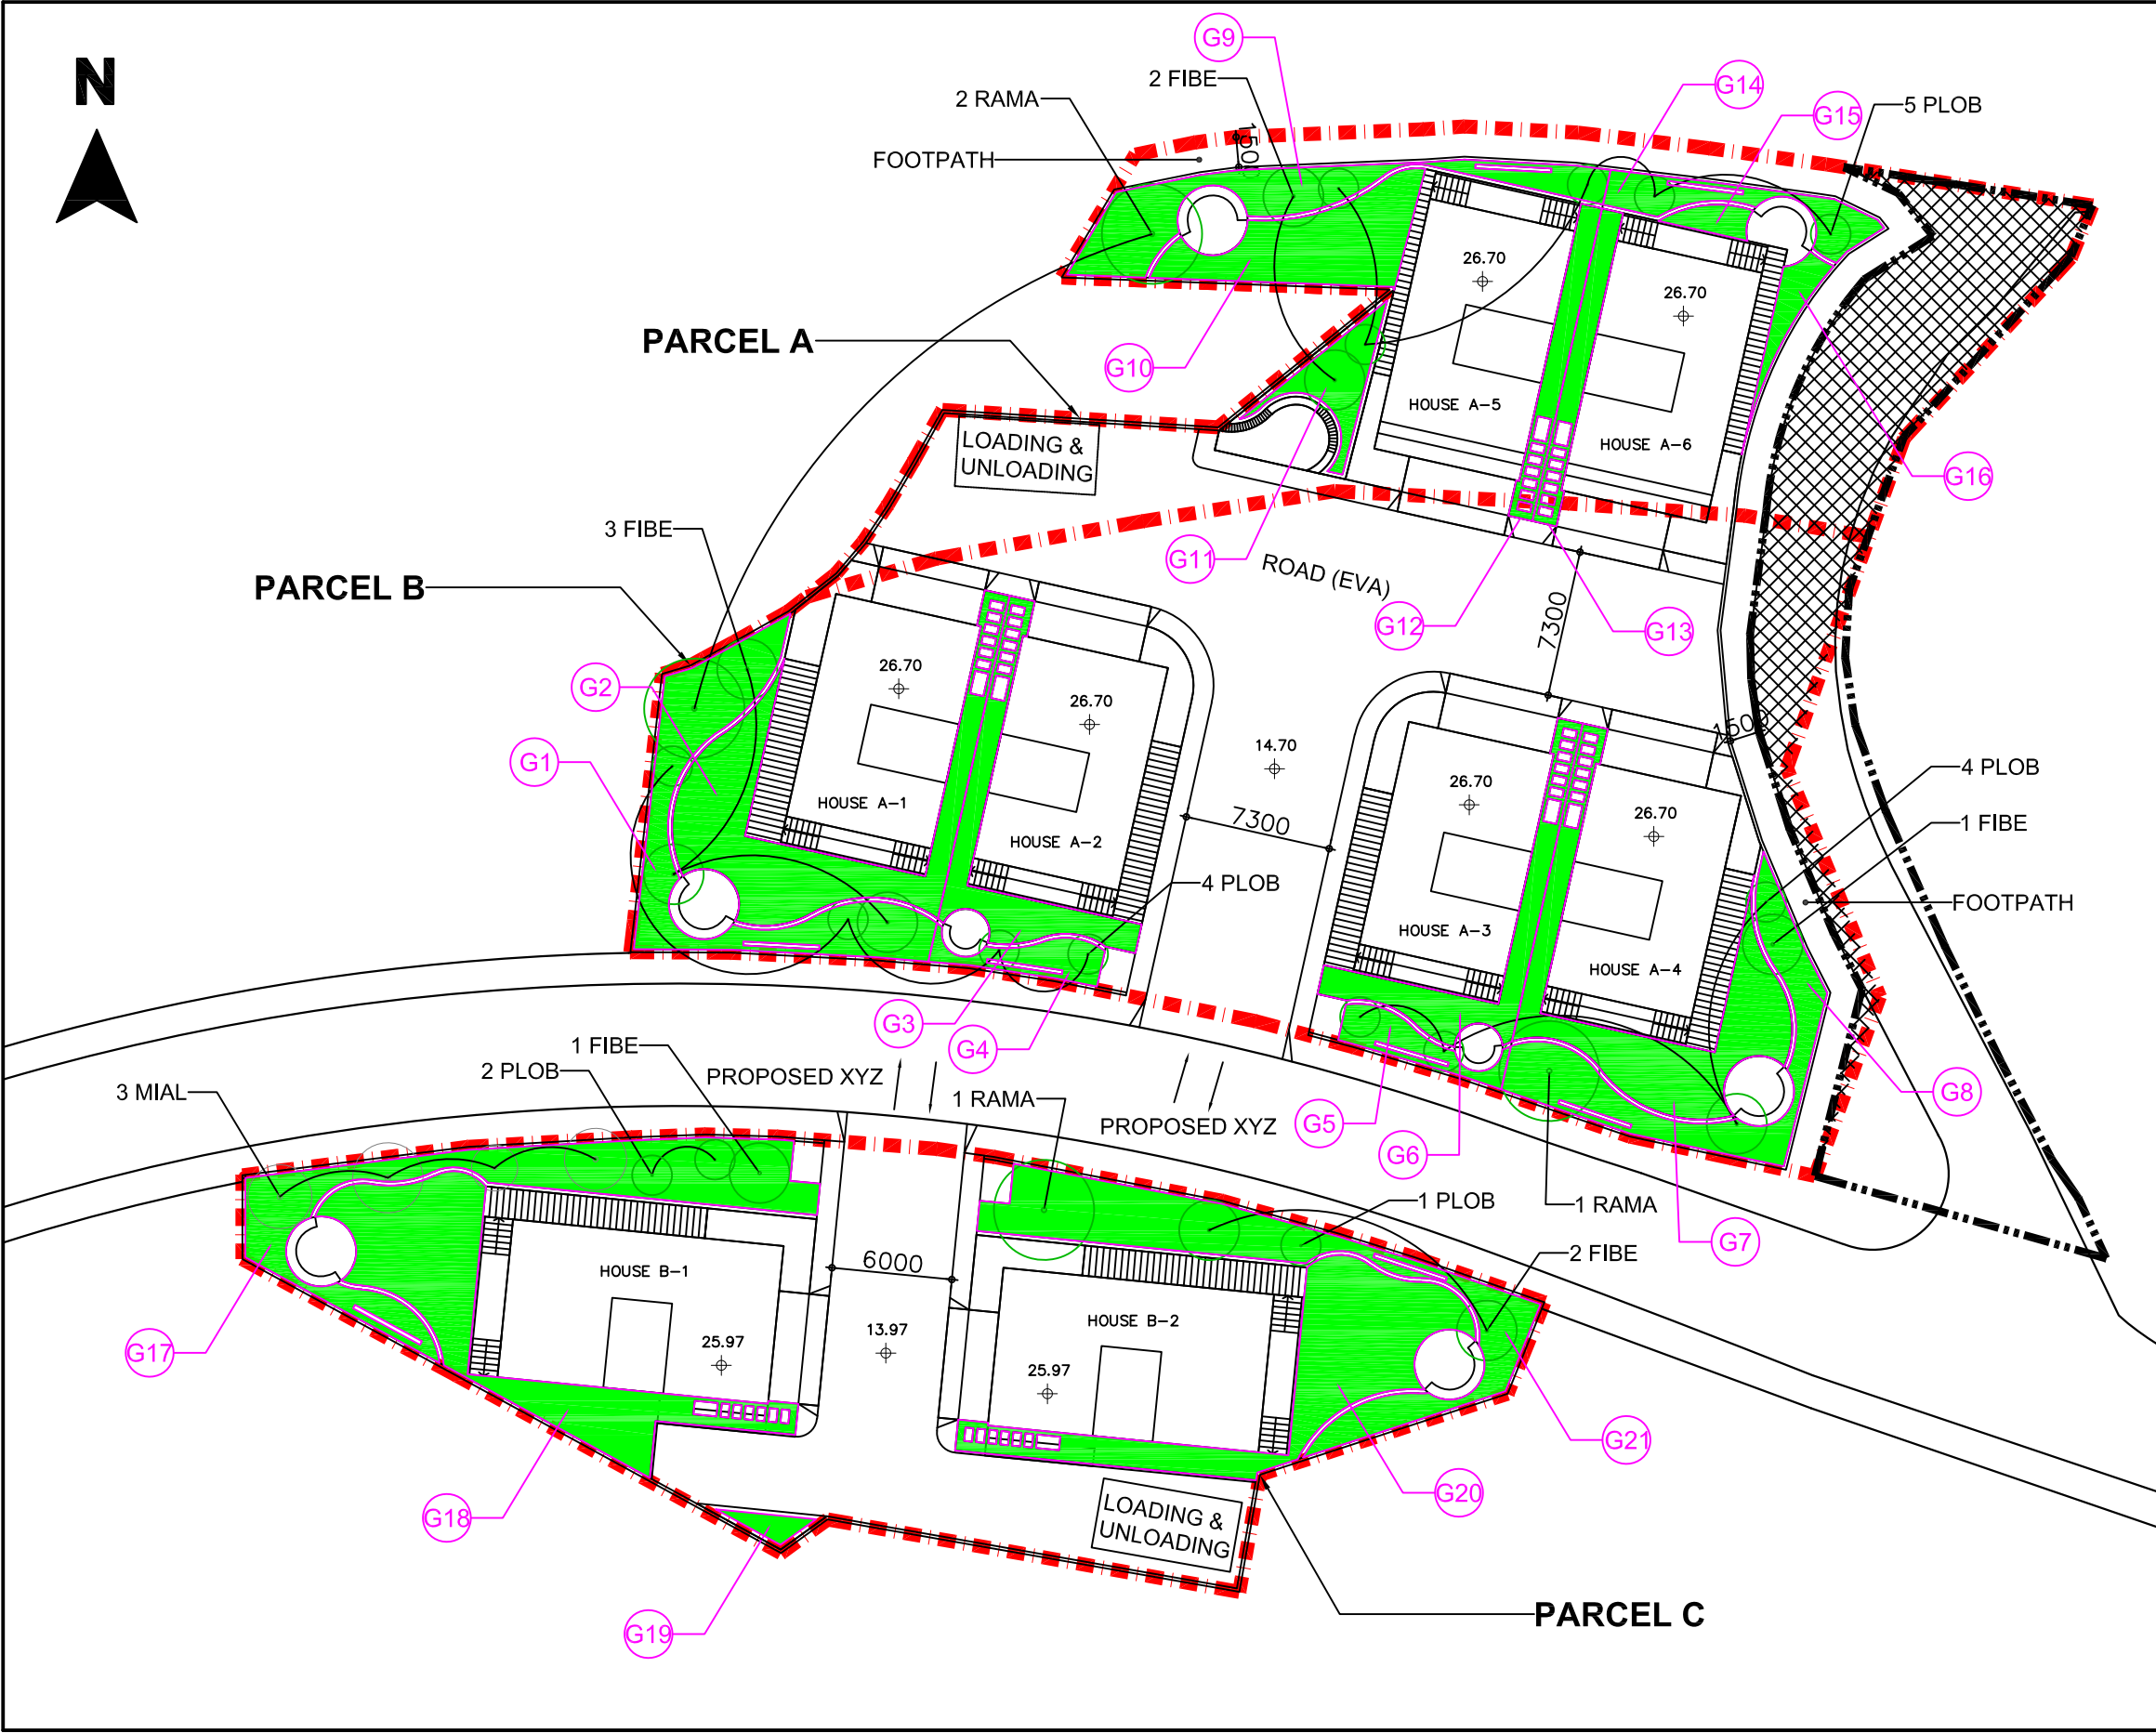 N
G9
2 FIBE
G14
2 RAMA
5 PLOB
G15
FOOTPATH
1500
26.70
26.70
PARCEL A
G10
HOUSE A-5
LOADING &
UNLOADING
HOUSE A-6
G16
3 FIBE
G11
ROAD (EVA)
PARCEL B
7300
G12
G13
26.70
G2
26.70
1500
14.70
G1
26.70
4 PLOB
HOUSE A-1
26.70
7300
1 FIBE
HOUSE A-2
4 PLOB
FOOTPATH
HOUSE A-3
HOUSE A-4
G3
G4
1 FIBE
2 PLOB
PROPOSED XYZ
3 MIAL
1 RAMA
G8
PROPOSED XYZ
G5
G6
1 PLOB
1 RAMA
G7
2 FIBE
6000
HOUSE B-1
HOUSE B-2
13.97
25.97
G17
25.97
G21
G20
G18
LOADING &
UNLOADING
PARCEL C
G19